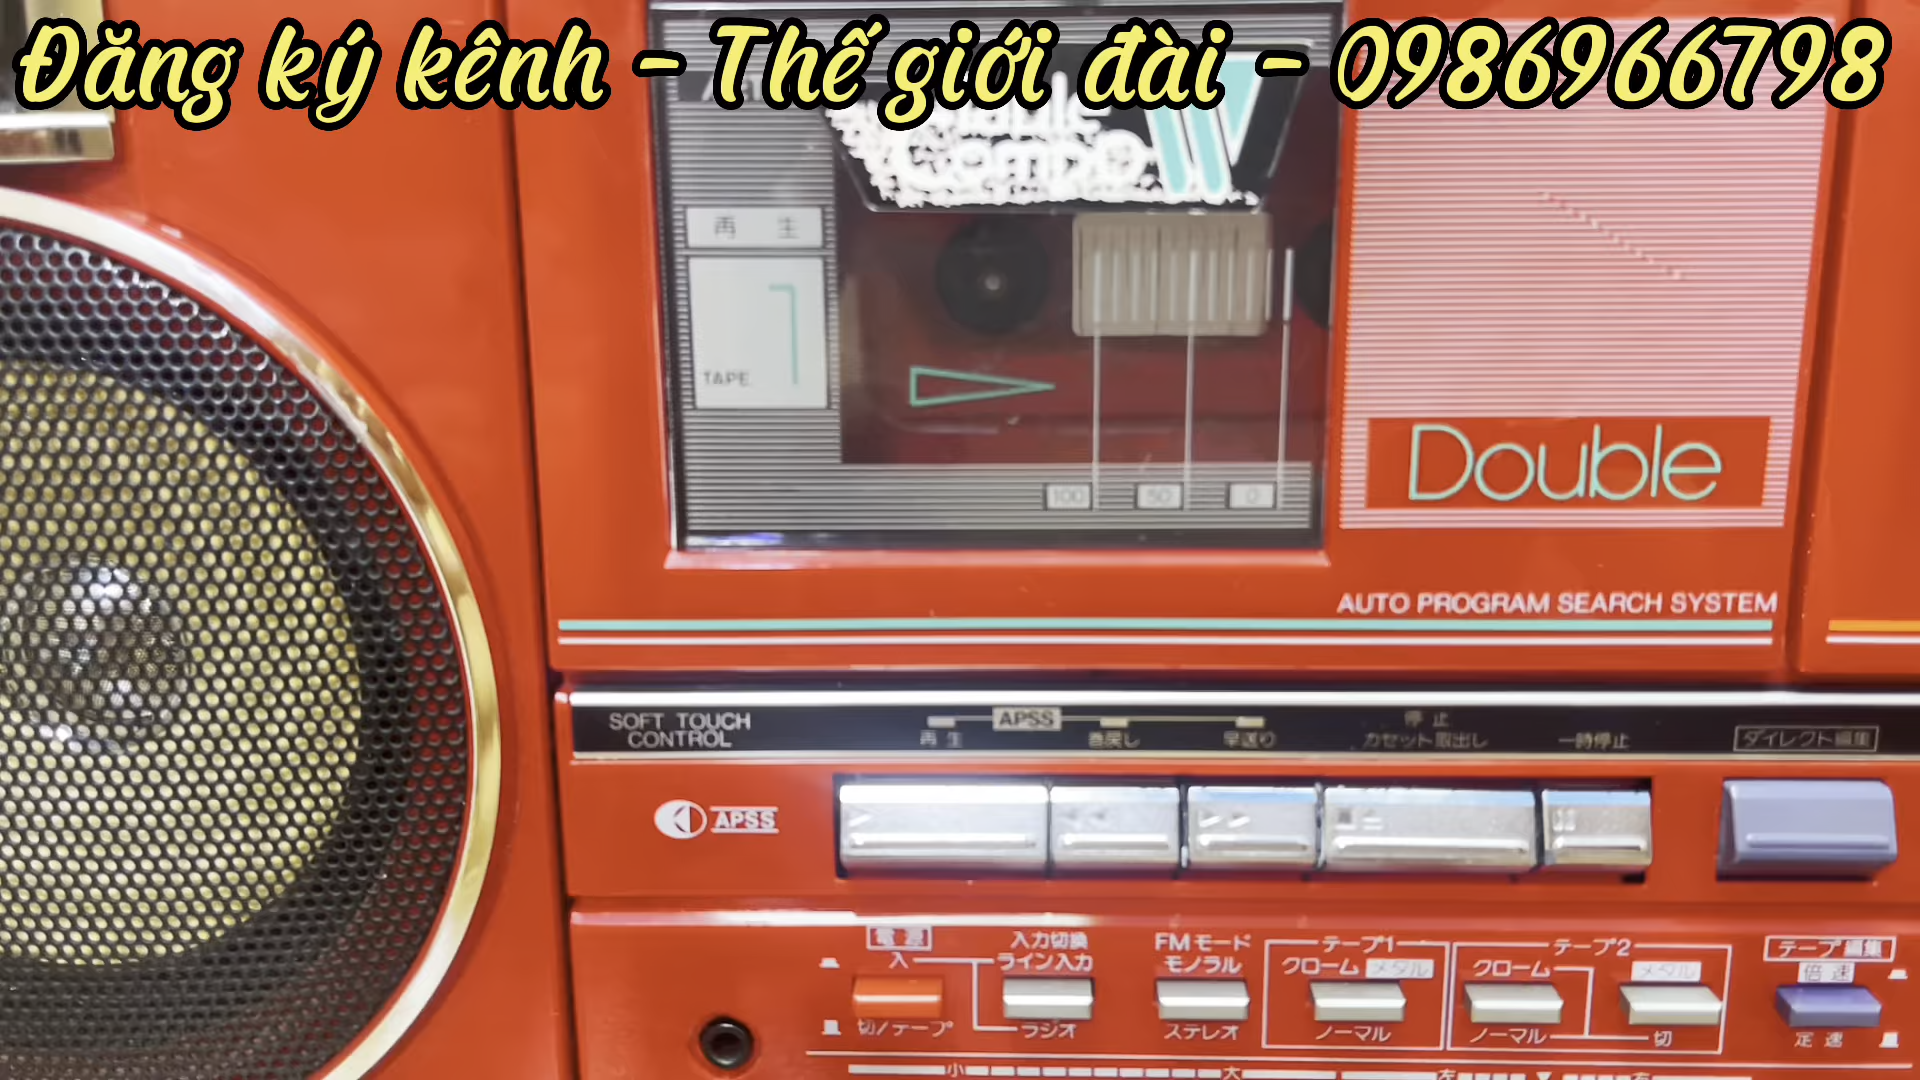 Đăng ký kênh - Thế giới đài - 0986966798
Compo W
再 生
1
TAPE
100 50 0
Double
AUTO PROGRAM SEARCH SYSTEM
SOFT TOUCH
CONTROL
APSS
再 生 巻戻し 早送り
停 止
カセット取出し
一時停止
ダイレクト編集
APSS
電 源
入
切/テープ
入力切換
ライン入力
ラジオ
FMモード
モノラル
ステレオ
テープ1
クローム メタル
ノーマル
テープ2
クローム メタル
ノーマル 切
テープ編集
倍 速
定 速
小 大 左 右